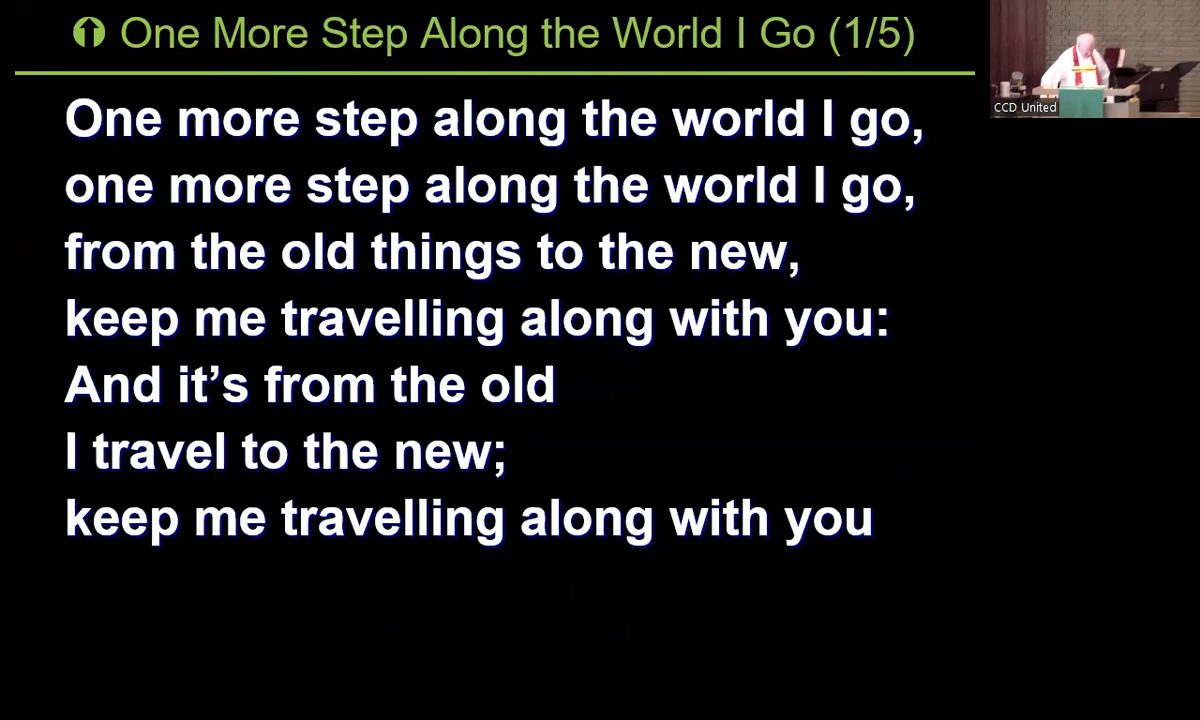 One More Step Along the World I Go (1/5)
CCD United
One more step along the world I go,
one more step along the world I go,
from the old things to the new,
keep me travelling along with you:
And it’s from the old
I travel to the new;
keep me travelling along with you